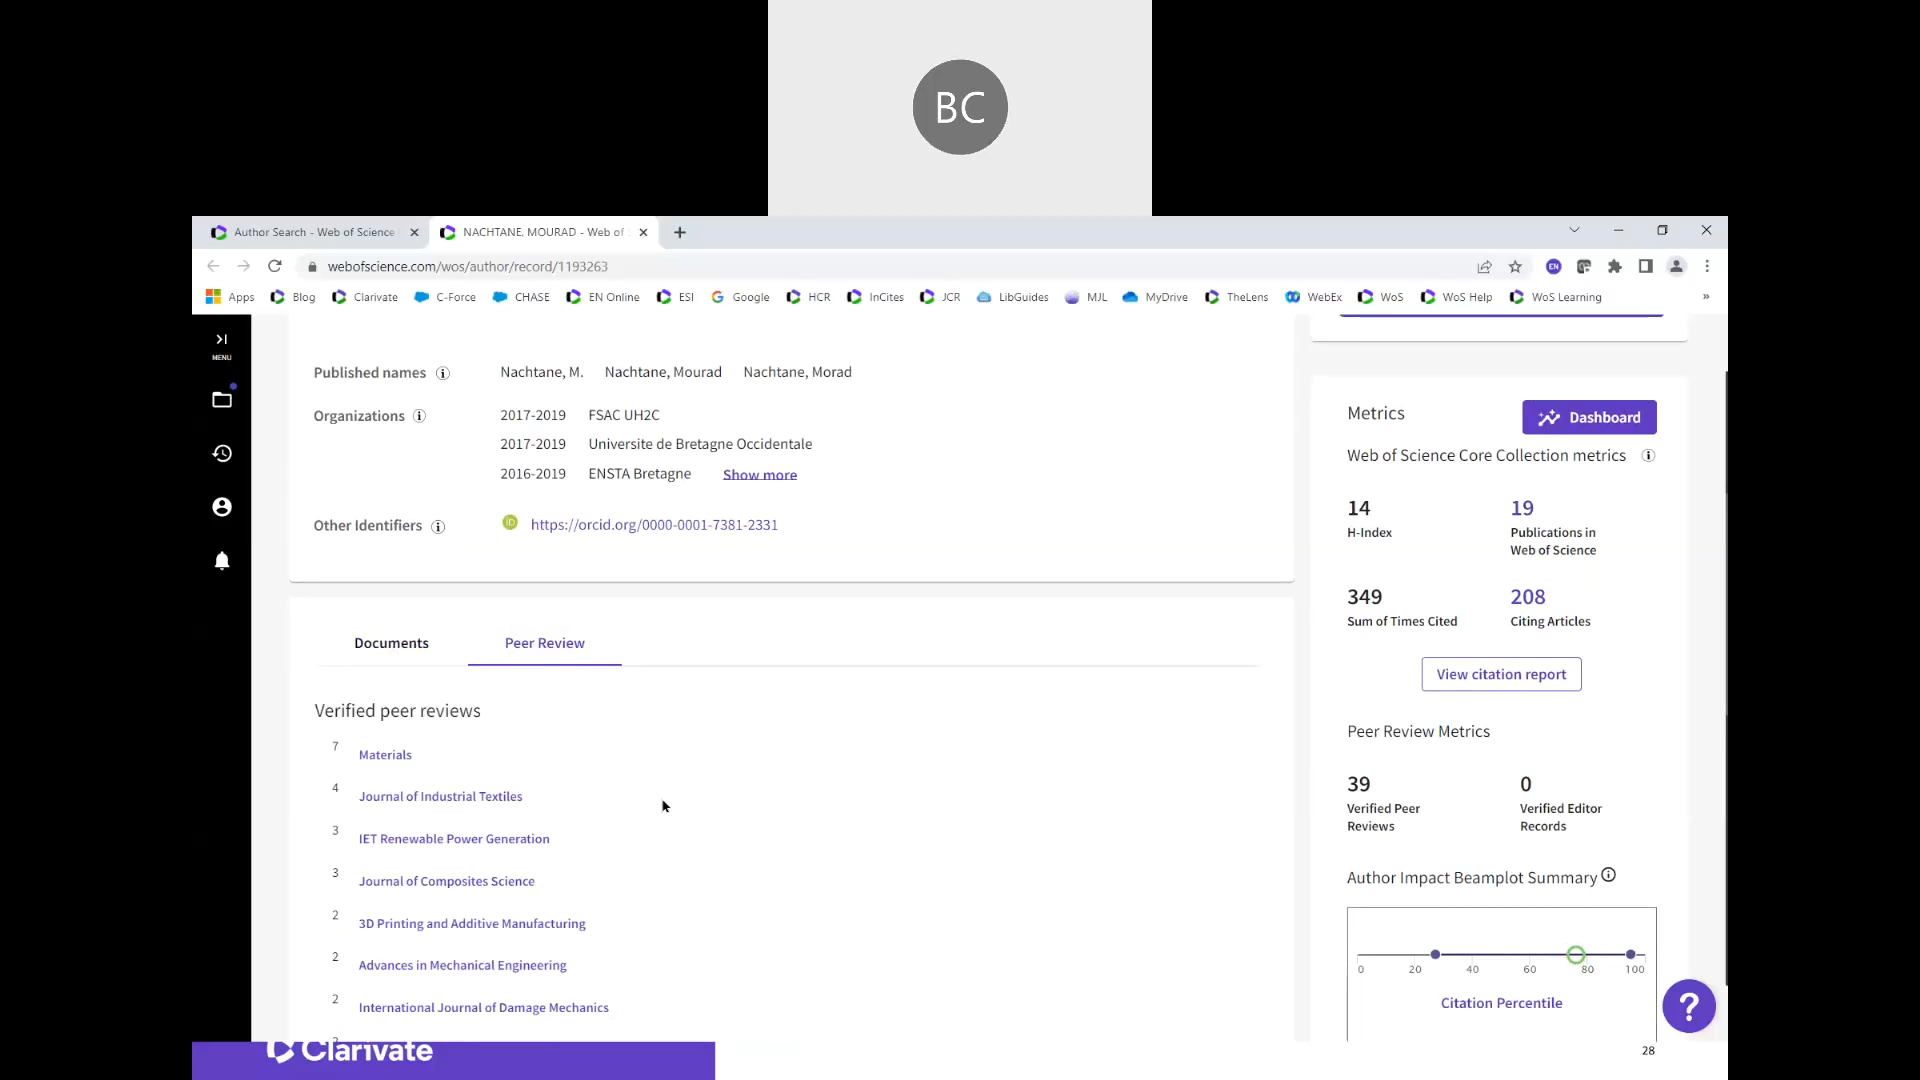 BC
Author Search - Web of Science
NACHTANE, MOURAD - Web of
webofscience.com/wos/author/record/1193263
EN
Apps Blog Clarivate C-Force CHASE EN Online ESI Google HCR InCites JCR LibGuides MJL MyDrive TheLens WebEx WoS WoS Help WoS Learning »
MENU
Published names Nachtane, M. Nachtane, Mourad Nachtane, Morad
Organizations 2017-2019 FSAC UH2C
2017-2019 Universite de Bretagne Occidentale
2016-2019 ENSTA Bretagne Show more
Other Identifiers iD https://orcid.org/0000-0001-7381-2331
Documents Peer Review
Verified peer reviews
7 Materials
4 Journal of Industrial Textiles
3 IET Renewable Power Generation
3 Journal of Composites Science
2 3D Printing and Additive Manufacturing
2 Advances in Mechanical Engineering
2 International Journal of Damage Mechanics
Metrics Dashboard
Web of Science Core Collection metrics
14 19
H-Index Publications in
Web of Science
349 208
Sum of Times Cited Citing Articles
View citation report
Peer Review Metrics
39 0
Verified Peer Verified Editor
Reviews Records
Author Impact Beamplot Summary
0 20 40 60 80 100
Citation Percentile
?
Clarivate
28